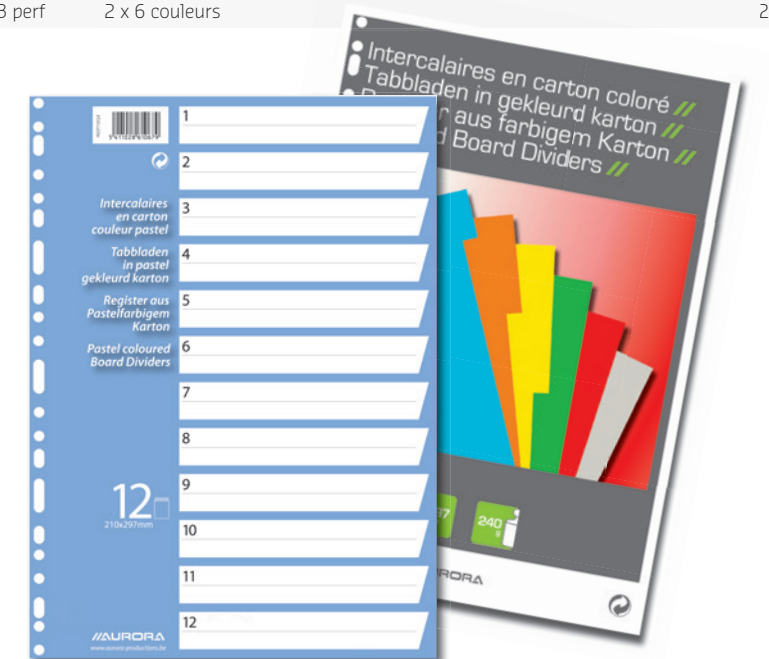 3 perf 2 x 6 couleurs 2
Intercalaires en carton coloré //
Tabbladen in gekleurd karton //
aus farbigem Karton //
Board Dividers //
1
2
3
4
5
6
7
8
9
10
11
12
Intercalaires
en carton
couleur pastel
Tabbladen
in pastel
gekleurd karton
Register aus
Pastelfarbigem
Karton
Pastel coloured
Board Dividers
12
210x297mm
//AURORA
www.aurora-productions.be
240
g